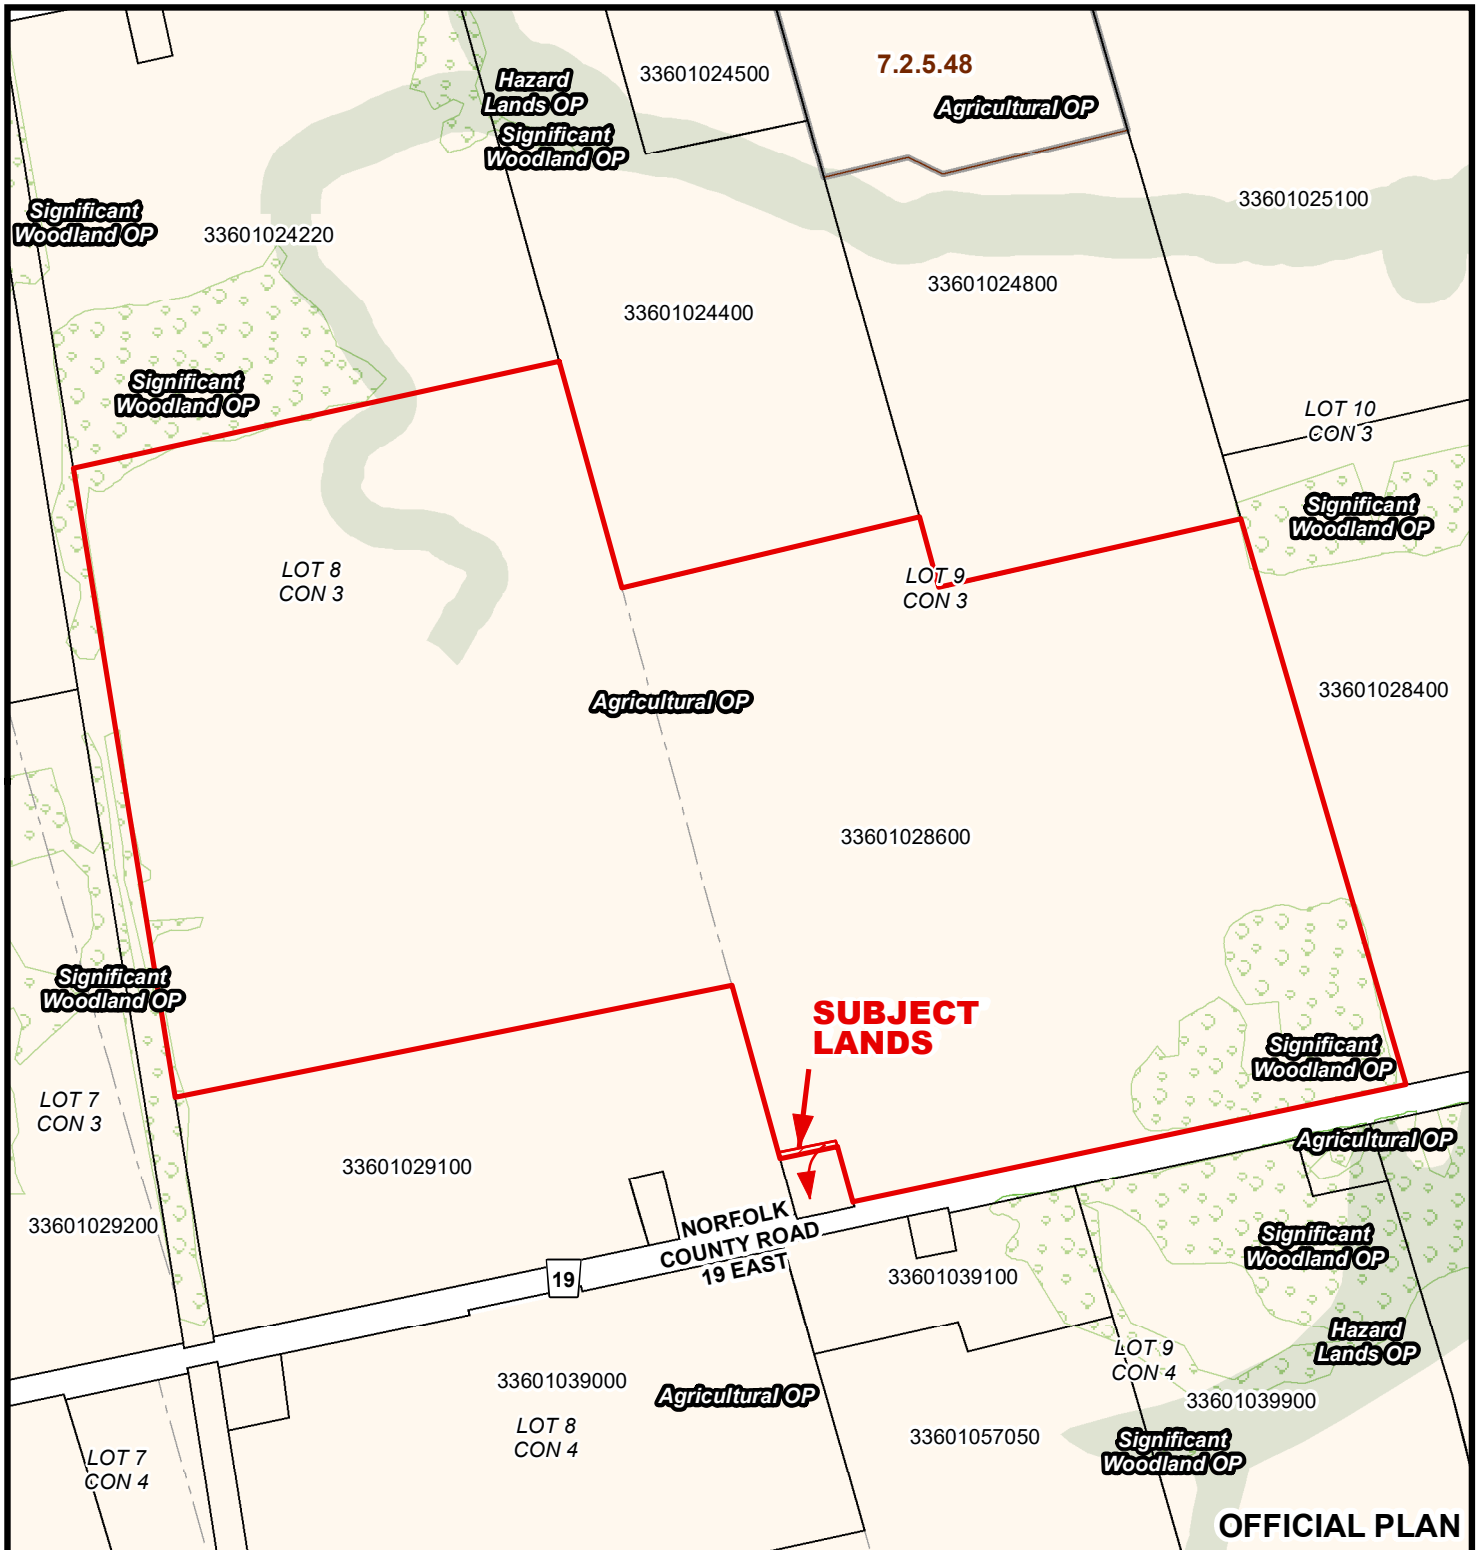 7.2.5.48
33601024500
Hazard
Lands OP
Agricultural OP
Significant
Woodland OP
33601025100
Significant
Woodland OP
33601024220
33601024800
33601024400
Significant
Woodland OP
LOT 10
CON 3
Significant
Woodland OP
LOT 8
CON 3
LOT 9
CON 3
33601028400
Agricultural OP
33601028600
Significant
Woodland OP
SUBJECT
LANDS
Significant
Woodland OP
LOT 7
CON 3
Agricultural OP
33601029100
33601029200
NORFOLK
COUNTY ROAD
19 EAST
19
Significant
Woodland OP
33601039100
Hazard
Lands OP
LOT 9
CON 4
33601039000
Agricultural OP
33601039900
LOT 8
CON 4
33601057050
Significant
Woodland OP
LOT 7
CON 4
OFFICIAL PLAN